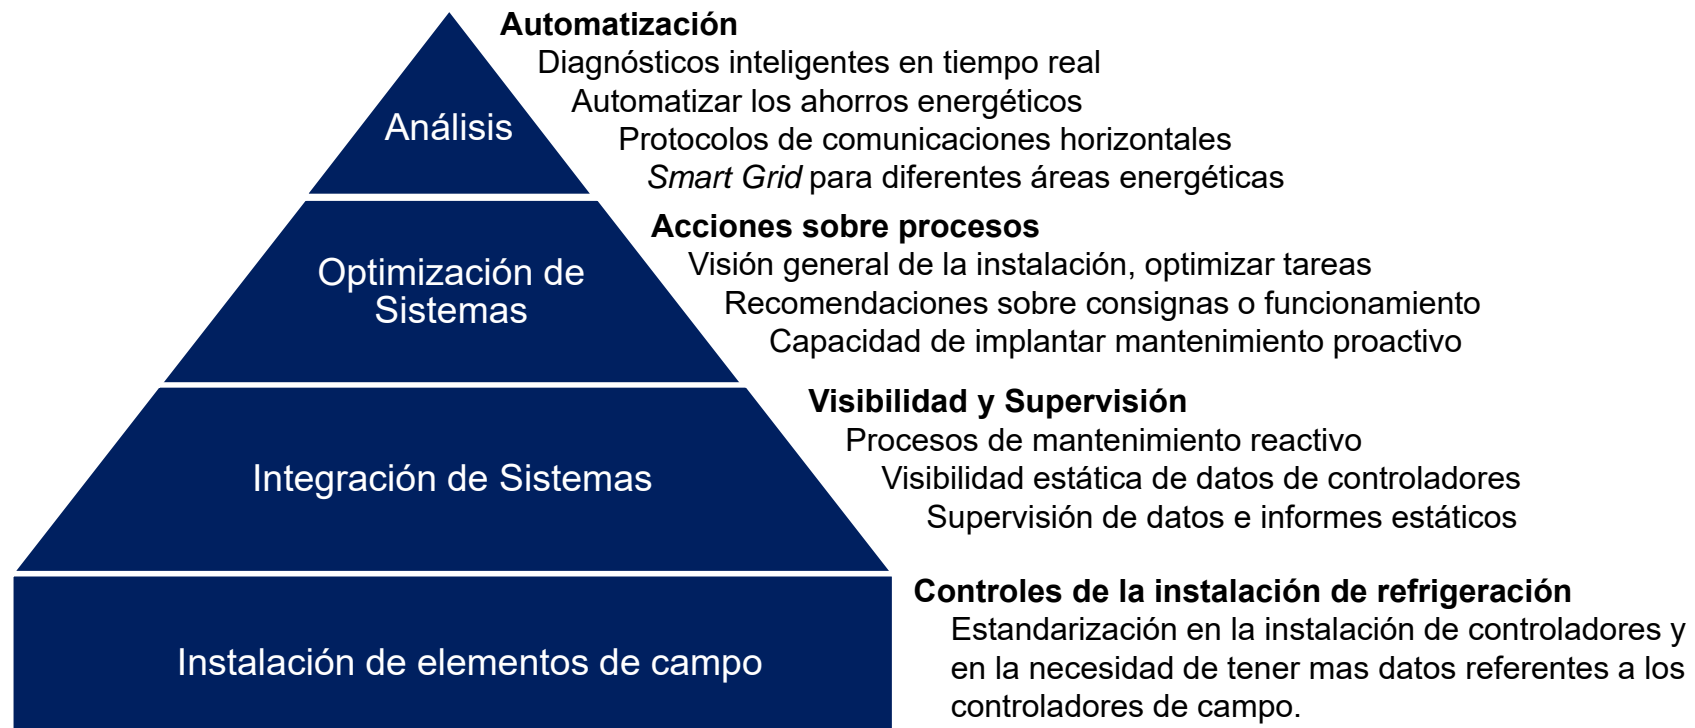 Automatización
Diagnósticos inteligentes en tiempo real
Automatizar los ahorros energéticos
Protocolos de comunicaciones horizontales
Smart Grid para diferentes áreas energéticas
Análisis
Acciones sobre procesos
Visión general de la instalación, optimizar tareas
Recomendaciones sobre consignas o funcionamiento
Capacidad de implantar mantenimiento proactivo
Optimización de
Sistemas
Visibilidad y Supervisión
Procesos de mantenimiento reactivo
Visibilidad estática de datos de controladores
Supervisión de datos e informes estáticos
Integración de Sistemas
Controles de la instalación de refrigeración
Estandarización en la instalación de controladores y
en la necesidad de tener mas datos referentes a los
controladores de campo.
Instalación de elementos de campo